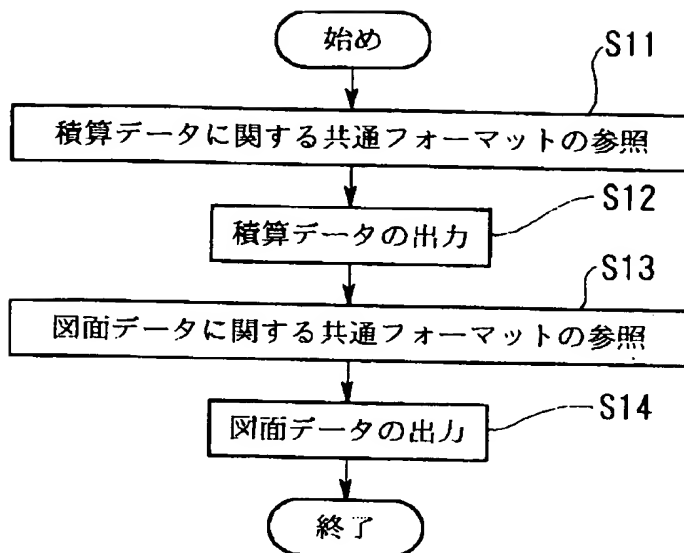 始め
S11
積算データに関する共通フォーマットの参照
S12
積算データの出力
S13
図面データに関する共通フォーマットの参照
S14
図面データの出力
終了